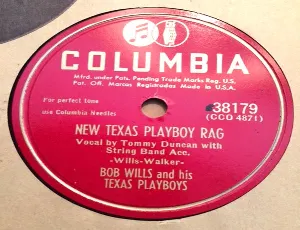 COLUMBIA
Mfrd. under Pats. Pending Trade Marks Reg. U.S.
Pat. Off. Marcas Registradas Made in U.S.A.
For perfect tone
use Columbia Needles
38179
(CCO 4871)
NEW TEXAS PLAYBOY RAG
Vocal by Tommy Duncan with
String Band Acc.
-Wills-Walker-
BOB WILLS and his
TEXAS PLAYBOYS